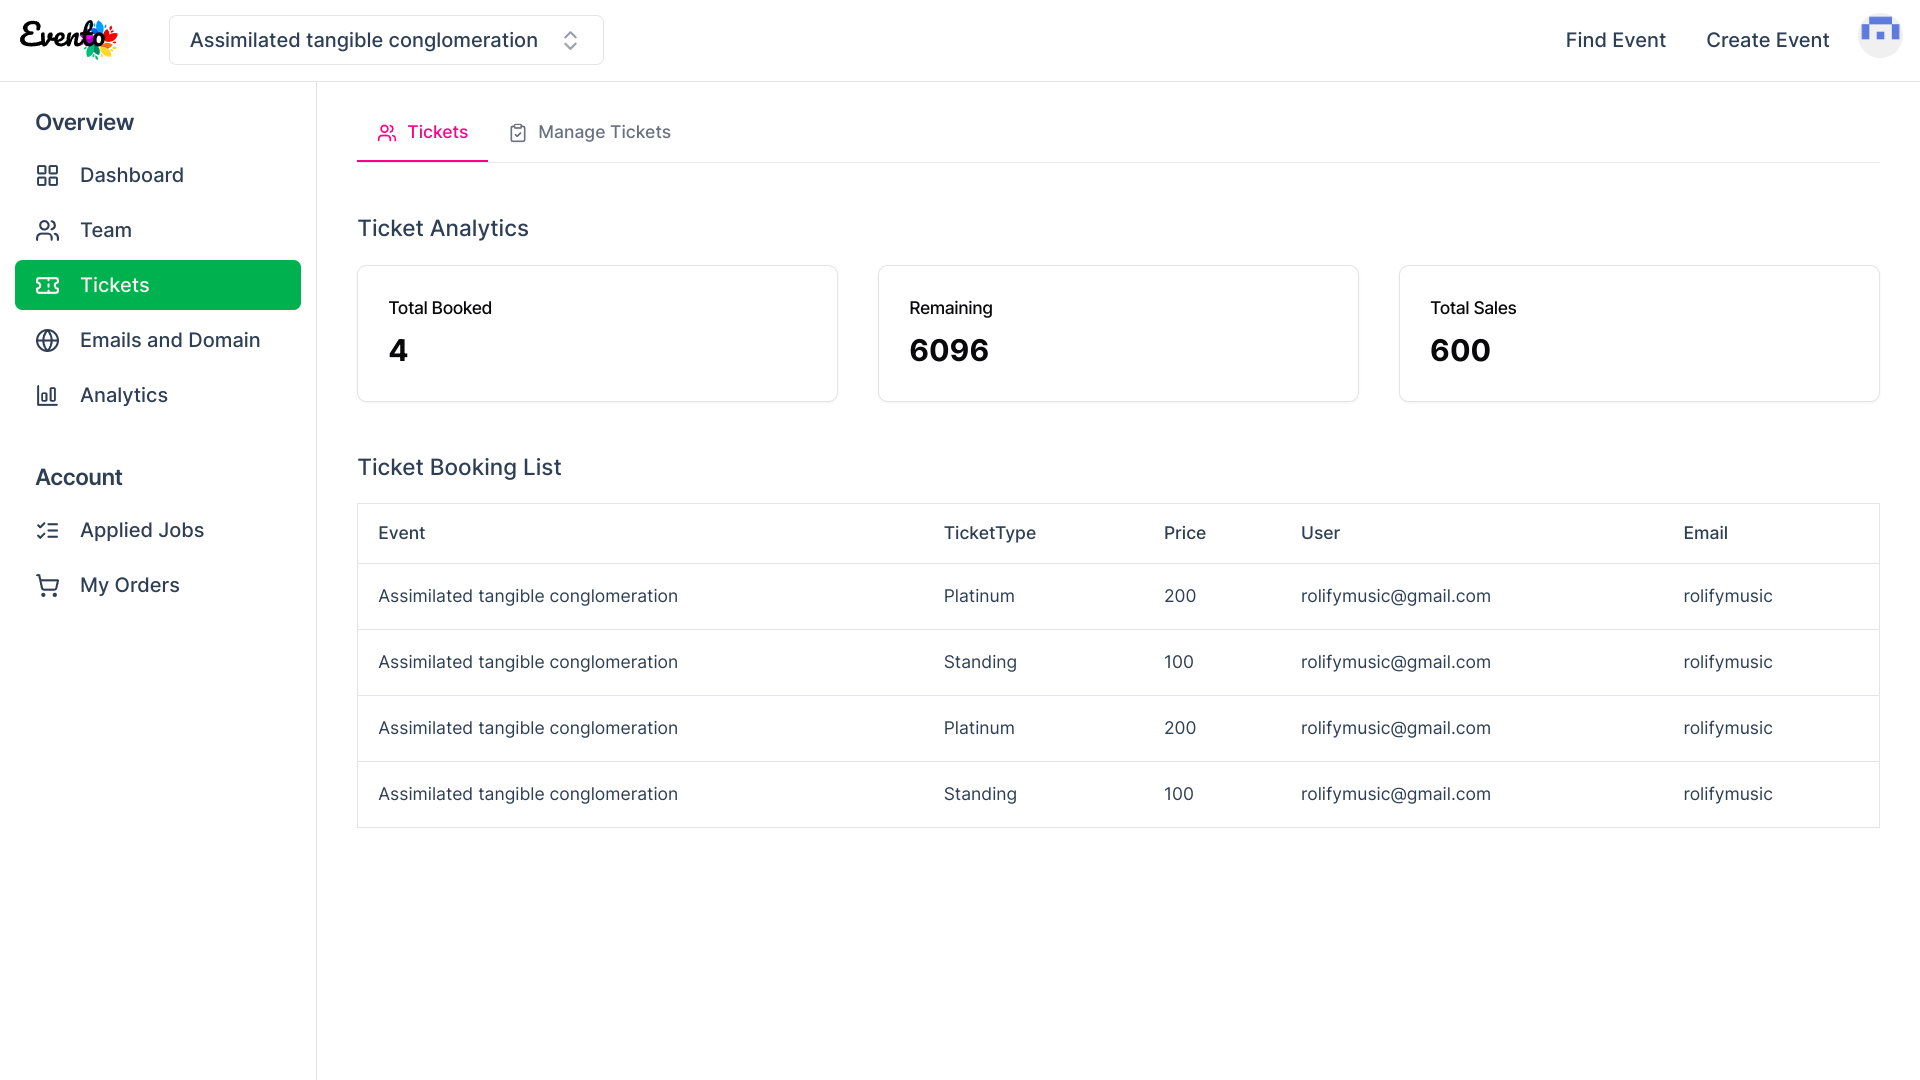 Evento
Assimilated tangible conglomeration
Find Event
Create Event
Overview
Dashboard
Team
Tickets
Emails and Domain
Analytics
Account
Applied Jobs
My Orders
Tickets
Manage Tickets
Ticket Analytics
Total Booked
4
Remaining
6096
Total Sales
600
Ticket Booking List
Event TicketType Price User Email
Assimilated tangible conglomeration Platinum 200 rolifymusic@gmail.com rolifymusic
Assimilated tangible conglomeration Standing 100 rolifymusic@gmail.com rolifymusic
Assimilated tangible conglomeration Platinum 200 rolifymusic@gmail.com rolifymusic
Assimilated tangible conglomeration Standing 100 rolifymusic@gmail.com rolifymusic